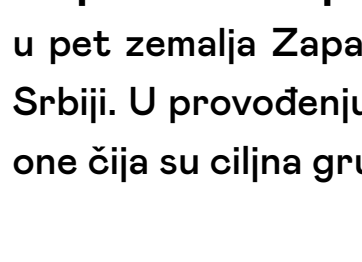 u pet zemalja Zapa
Srbiji. U provođenju
one čija su ciljna gru